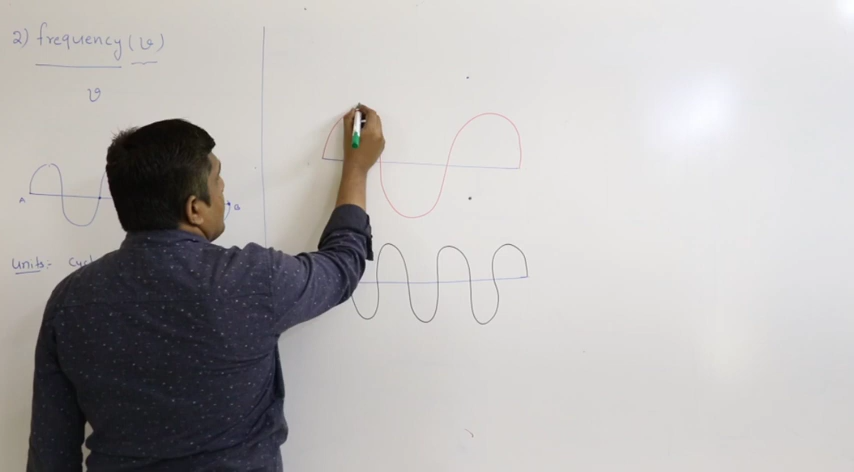 2) frequency (ν)
ν
A
B
Units:-